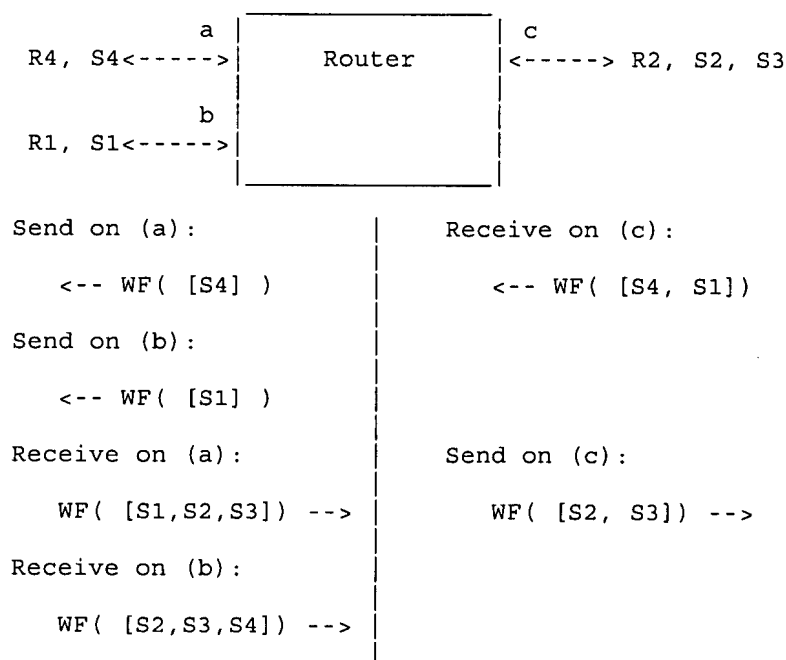 a c
R4, S4<-----> Router <-----> R2, S2, S3
b
R1, S1<----->
Send on (a): Receive on (c):
<-- WF( [S4] ) <-- WF( [S4, S1])
Send on (b):
<-- WF( [S1] )
Receive on (a): Send on (c):
WF( [S1,S2,S3]) --> WF( [S2, S3]) -->
Receive on (b):
WF( [S2,S3,S4]) -->